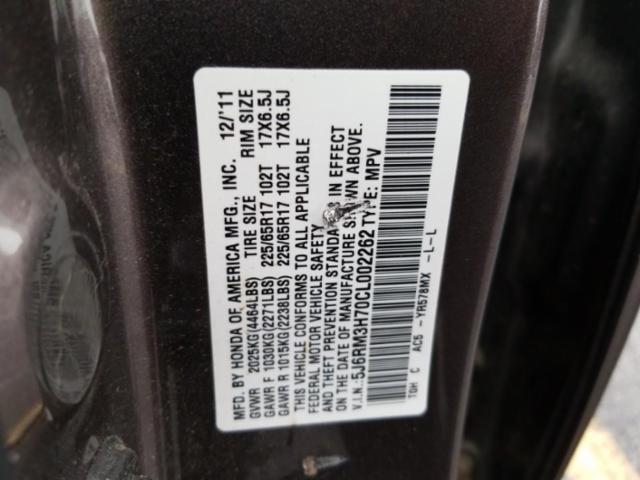 MFD. BY HONDA OF AMERICA MFG., INC. 12/'11
TIRE SIZE RIM SIZE
GVWR 2025KG(4464LBS)
GAWR F 1030KG(2271LBS) 225/65R17 102T 17X6.5J
GAWR R 1015KG(2238LBS) 225/65R17 102T 17X6.5J
THIS VEHICLE CONFORMS TO ALL APPLICABLE
FEDERAL MOTOR VEHICLE SAFETY
AND THEFT PREVENTION STANDARDS IN EFFECT
ON THE DATE OF MANUFACTURE SHOWN ABOVE.
V.I.N.:5J6RM3H70CL002262 TYPE: MPV
TGH C AC5 -YR578MX -L-L